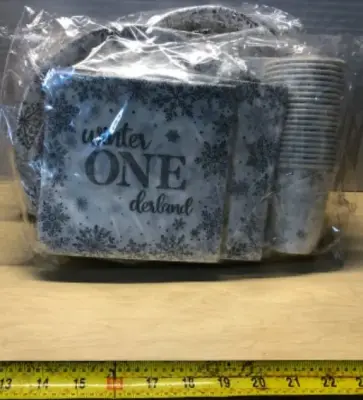 winter
ONE
derland
13 14 15 16 17 18 19 20 21 22